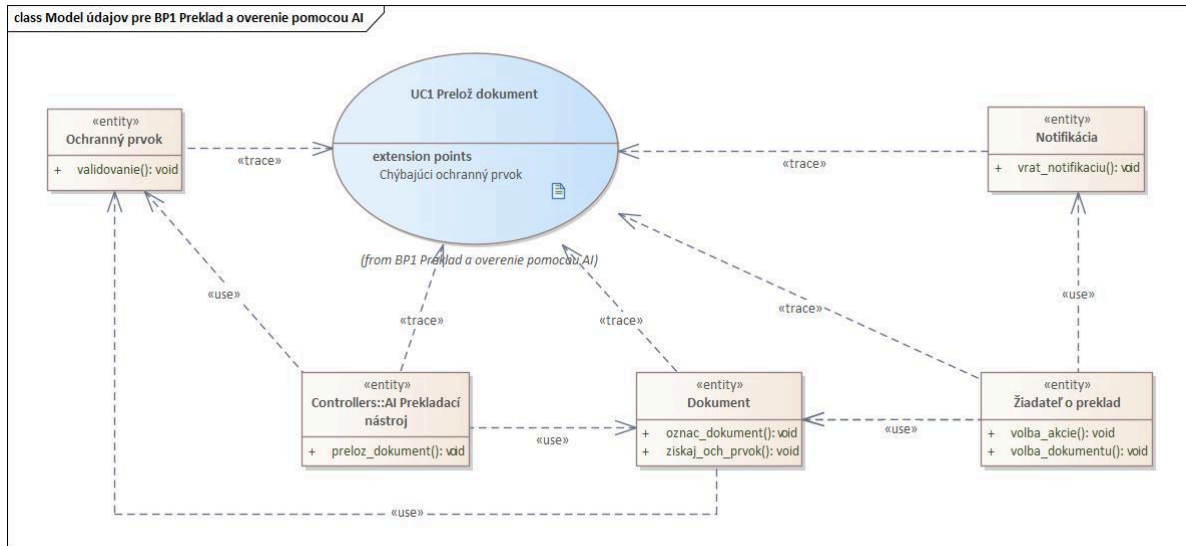 class Model údajov pre BP1 Preklad a overenie pomocou AI
UC1 Prelož dokument
extension points
Chýbajúci ochranný prvok
(from BP1 Preklad a overenie pomocou AI)
«entity»
Ochranný prvok
+ validovanie(): void
«trace»
«entity»
Notifikácia
+ vrat_notifikaciu(): void
«trace»
«use»
«trace»
«trace»
«trace»
«use»
«entity»
Controllers::AI Prekladací
nástroj
+ preloz_dokument(): void
«use»
«entity»
Dokument
+ oznac_dokument(): void
+ ziskaj_och_prvok(): void
«use»
«entity»
Žiadateľ o preklad
+ volba_akcie(): void
+ volba_dokumentu(): void
«use»